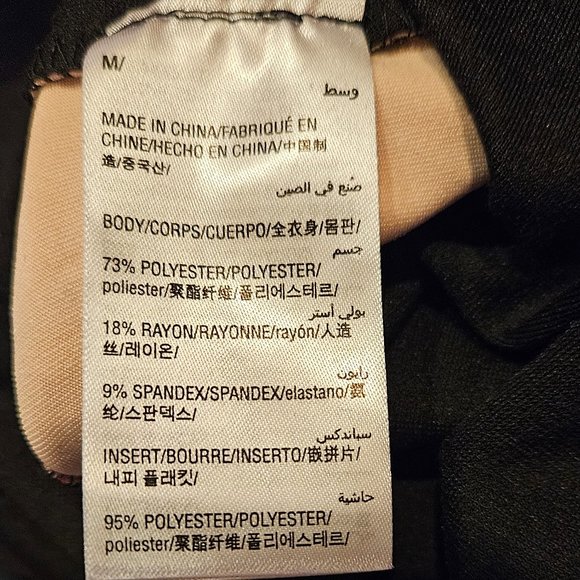 M/
وسط
MADE IN CHINA/FABRIQUÉ EN
CHINE/HECHO EN CHINA/中国制
造/중국산/
صُنع في الصين
BODY/CORPS/CUERPO/全衣身/몸판/
جسم
73% POLYESTER/POLYESTER/
poliester/聚酯纤维/폴리에스테르/
بولي أستر
18% RAYON/RAYONNE/rayón/人造
丝/레이온/
رايون
9% SPANDEX/SPANDEX/elastano/氨
纶/스판덱스/
سباندكس
INSERT/BOURRE/INSERTO/嵌拼片/
내피 플래킷/
حاشية
95% POLYESTER/POLYESTER/
poliester/聚酯纤维/폴리에스테르/